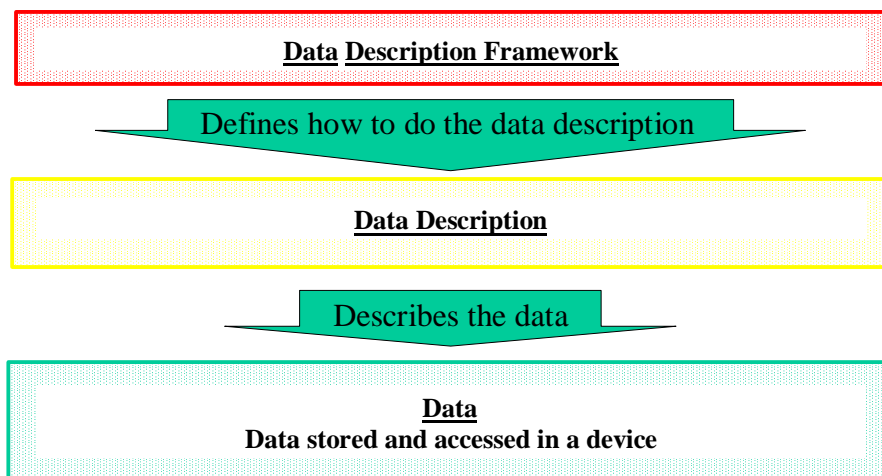 Data Description Framework
Defines how to do the data description
Data Description
Describes the data
Data
Data stored and accessed in a device